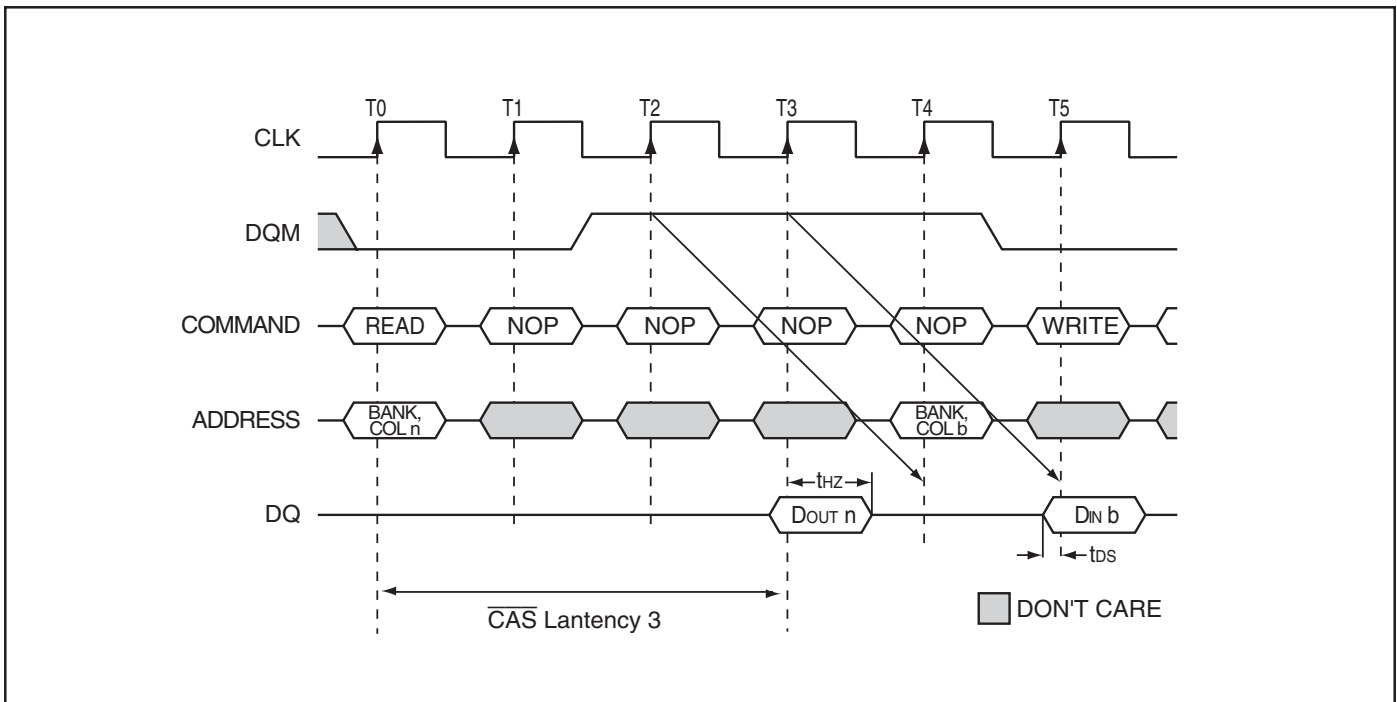 T0 T1 T2 T3 T4 T5
CLK
DQM
COMMAND READ NOP NOP NOP NOP WRITE
ADDRESS BANK, COL n BANK, COL b
tHZ
DQ DOUT n DIN b
tDS
CAS Lantency 3
DON'T CARE